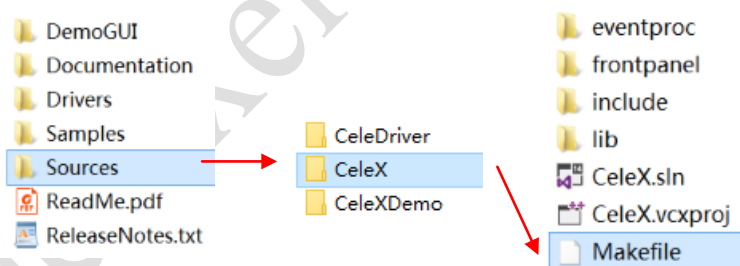 DemoGUI
Documentation
Drivers
Samples
Sources
ReadMe.pdf
ReleaseNotes.txt
CeleDriver
CeleX
CeleXDemo
eventproc
frontpanel
include
lib
CeleX.sln
CeleX.vcxproj
Makefile